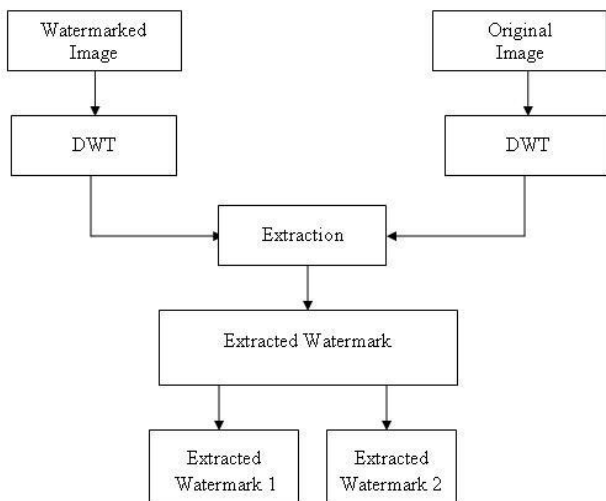 Watermarked
Image
Original
Image
DWT
DWT
Extraction
Extracted Watermark
Extracted
Watermark 1
Extracted
Watermark 2